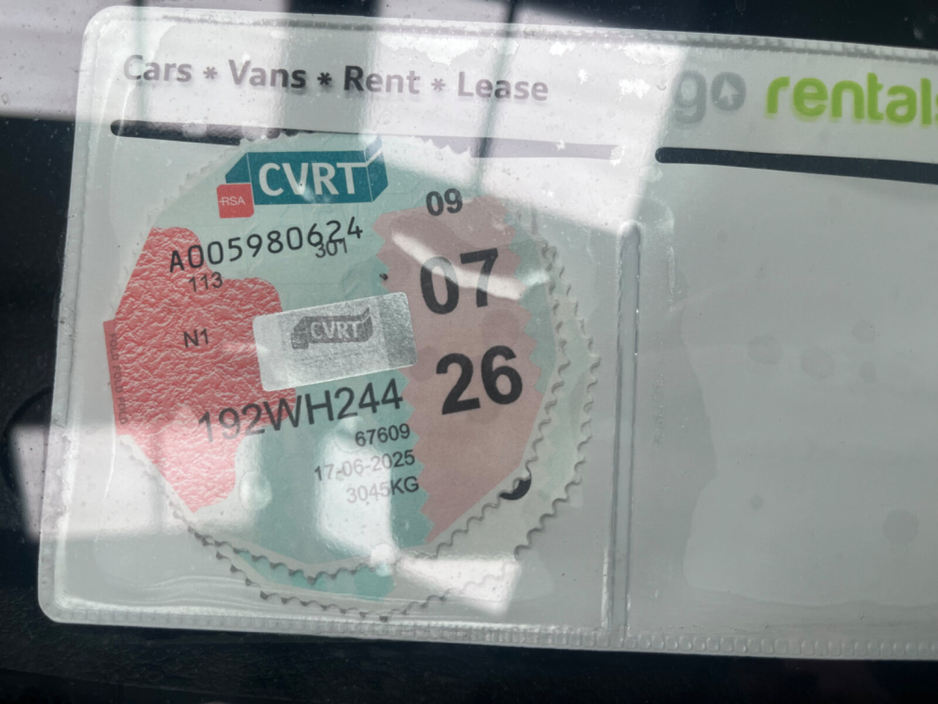 Cars * Vans * Rent * Lease
go rentals
CVRT
RSA
09
A005980624
301
113
07
N1
CVRT
26
192WH244
67609
17-06-2025
3045KG